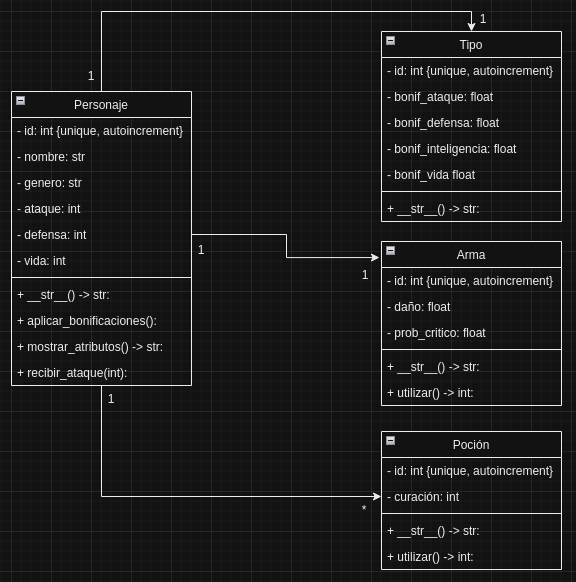 1
1
Personaje
- id: int {unique, autoincrement}
- nombre: str
- genero: str
- ataque: int
- defensa: int
- vida: int
+ __str__() -> str:
+ aplicar_bonificaciones():
+ mostrar_atributos() -> str:
+ recibir_ataque(int):
Tipo
- id: int {unique, autoincrement}
- bonif_ataque: float
- bonif_defensa: float
- bonif_inteligencia: float
- bonif_vida float
+ __str__() -> str:
1
1
Arma
- id: int {unique, autoincrement}
- daño: float
- prob_critico: float
+ __str__() -> str:
+ utilizar() -> int:
1
*
Poción
- id: int {unique, autoincrement}
- curación: int
+ __str__() -> str:
+ utilizar() -> int: